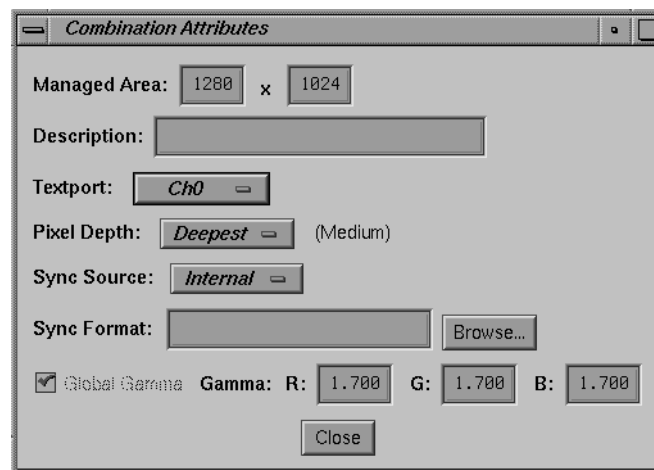 Combination Attributes
Managed Area: 1280 x 1024
Description:
Textport: Ch0
Pixel Depth: Deepest (Medium)
Sync Source: Internal
Sync Format: Browse...
Global Gamma Gamma: R: 1.700 G: 1.700 B: 1.700
Close